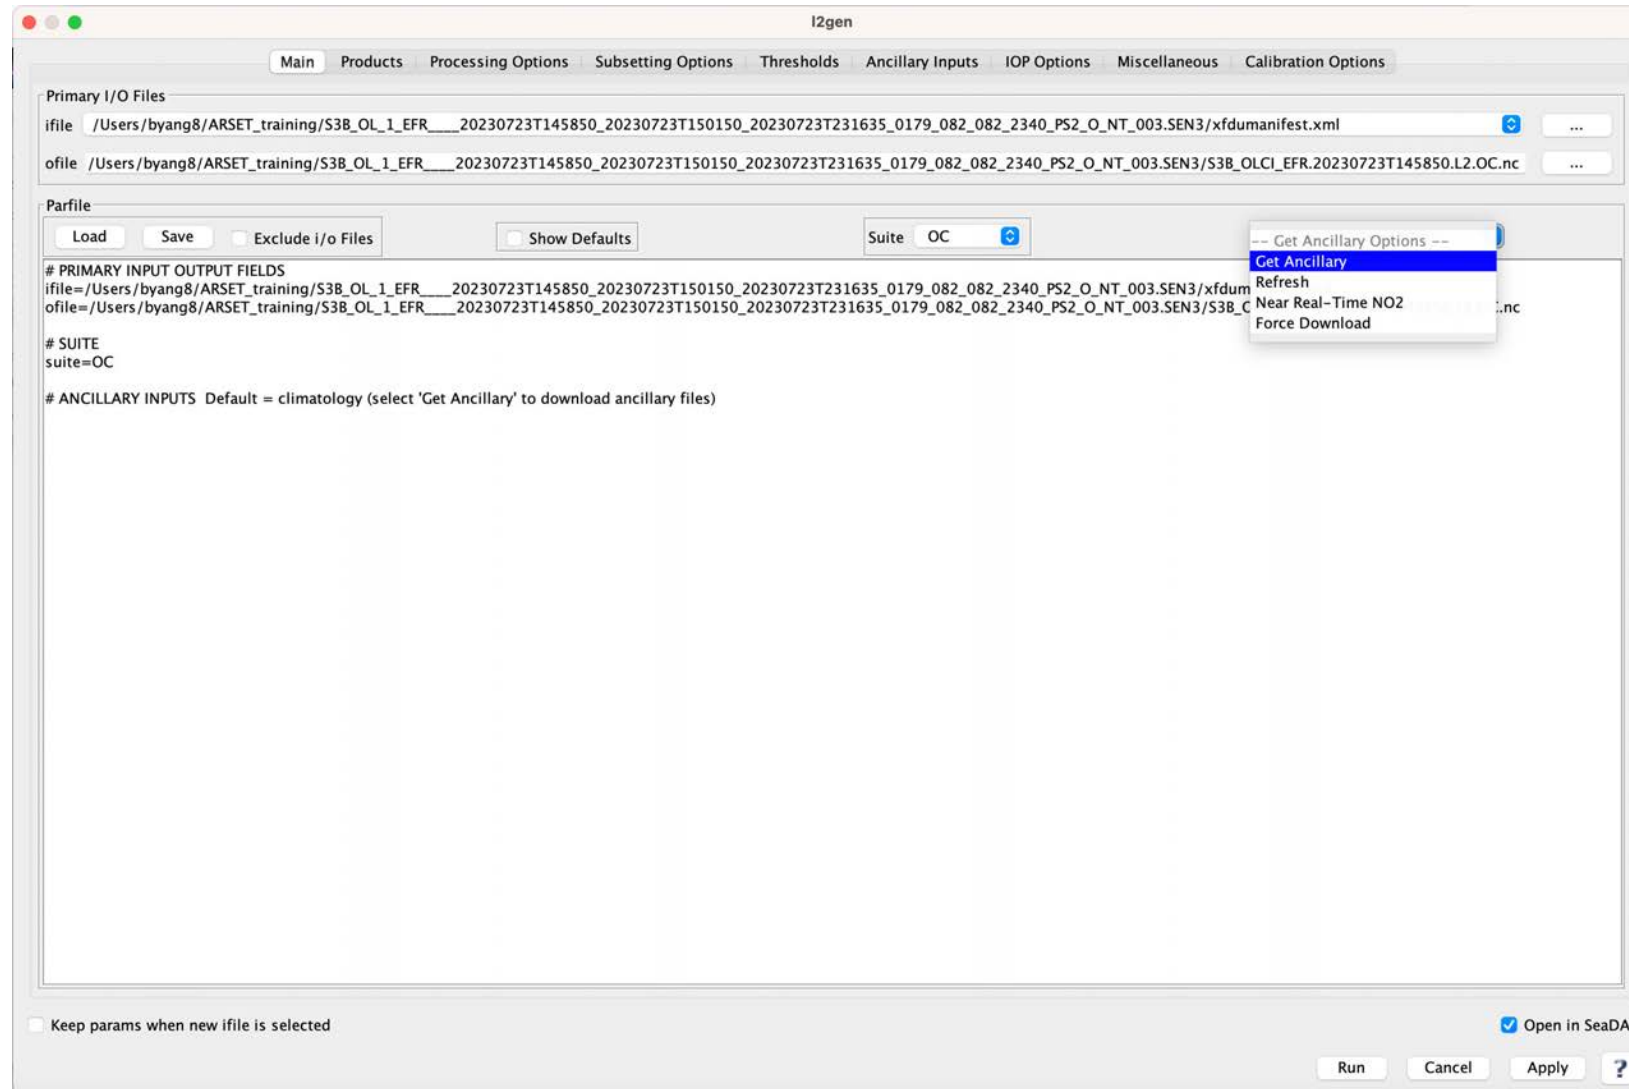 l2gen
Main Products Processing Options Subsetting Options Thresholds Ancillary Inputs IOP Options Miscellaneous Calibration Options
Primary I/O Files
ifile /Users/byang8/ARSET_training/S3B_OL_1_EFR____20230723T145850_20230723T150150_20230723T231635_0179_082_082_2340_PS2_O_NT_003.SEN3/xfdumanifest.xml ...
ofile /Users/byang8/ARSET_training/S3B_OL_1_EFR____20230723T145850_20230723T150150_20230723T231635_0179_082_082_2340_PS2_O_NT_003.SEN3/S3B_OLCI_EFR.20230723T145850.L2.OC.nc ...
Parfile
Load Save Exclude i/o Files Show Defaults Suite OC
-- Get Ancillary Options --
Get Ancillary
Refresh
Near Real-Time NO2
Force Download
# PRIMARY INPUT OUTPUT FIELDS
ifile=/Users/byang8/ARSET_training/S3B_OL_1_EFR____20230723T145850_20230723T150150_20230723T231635_0179_082_082_2340_PS2_O_NT_003.SEN3/xfdum
ofile=/Users/byang8/ARSET_training/S3B_OL_1_EFR____20230723T145850_20230723T150150_20230723T231635_0179_082_082_2340_PS2_O_NT_003.SEN3/S3B_ .nc
# SUITE
suite=OC
# ANCILLARY INPUTS Default = climatology (select 'Get Ancillary' to download ancillary files)
Keep params when new ifile is selected
Open in SeaDA
Run Cancel Apply ?